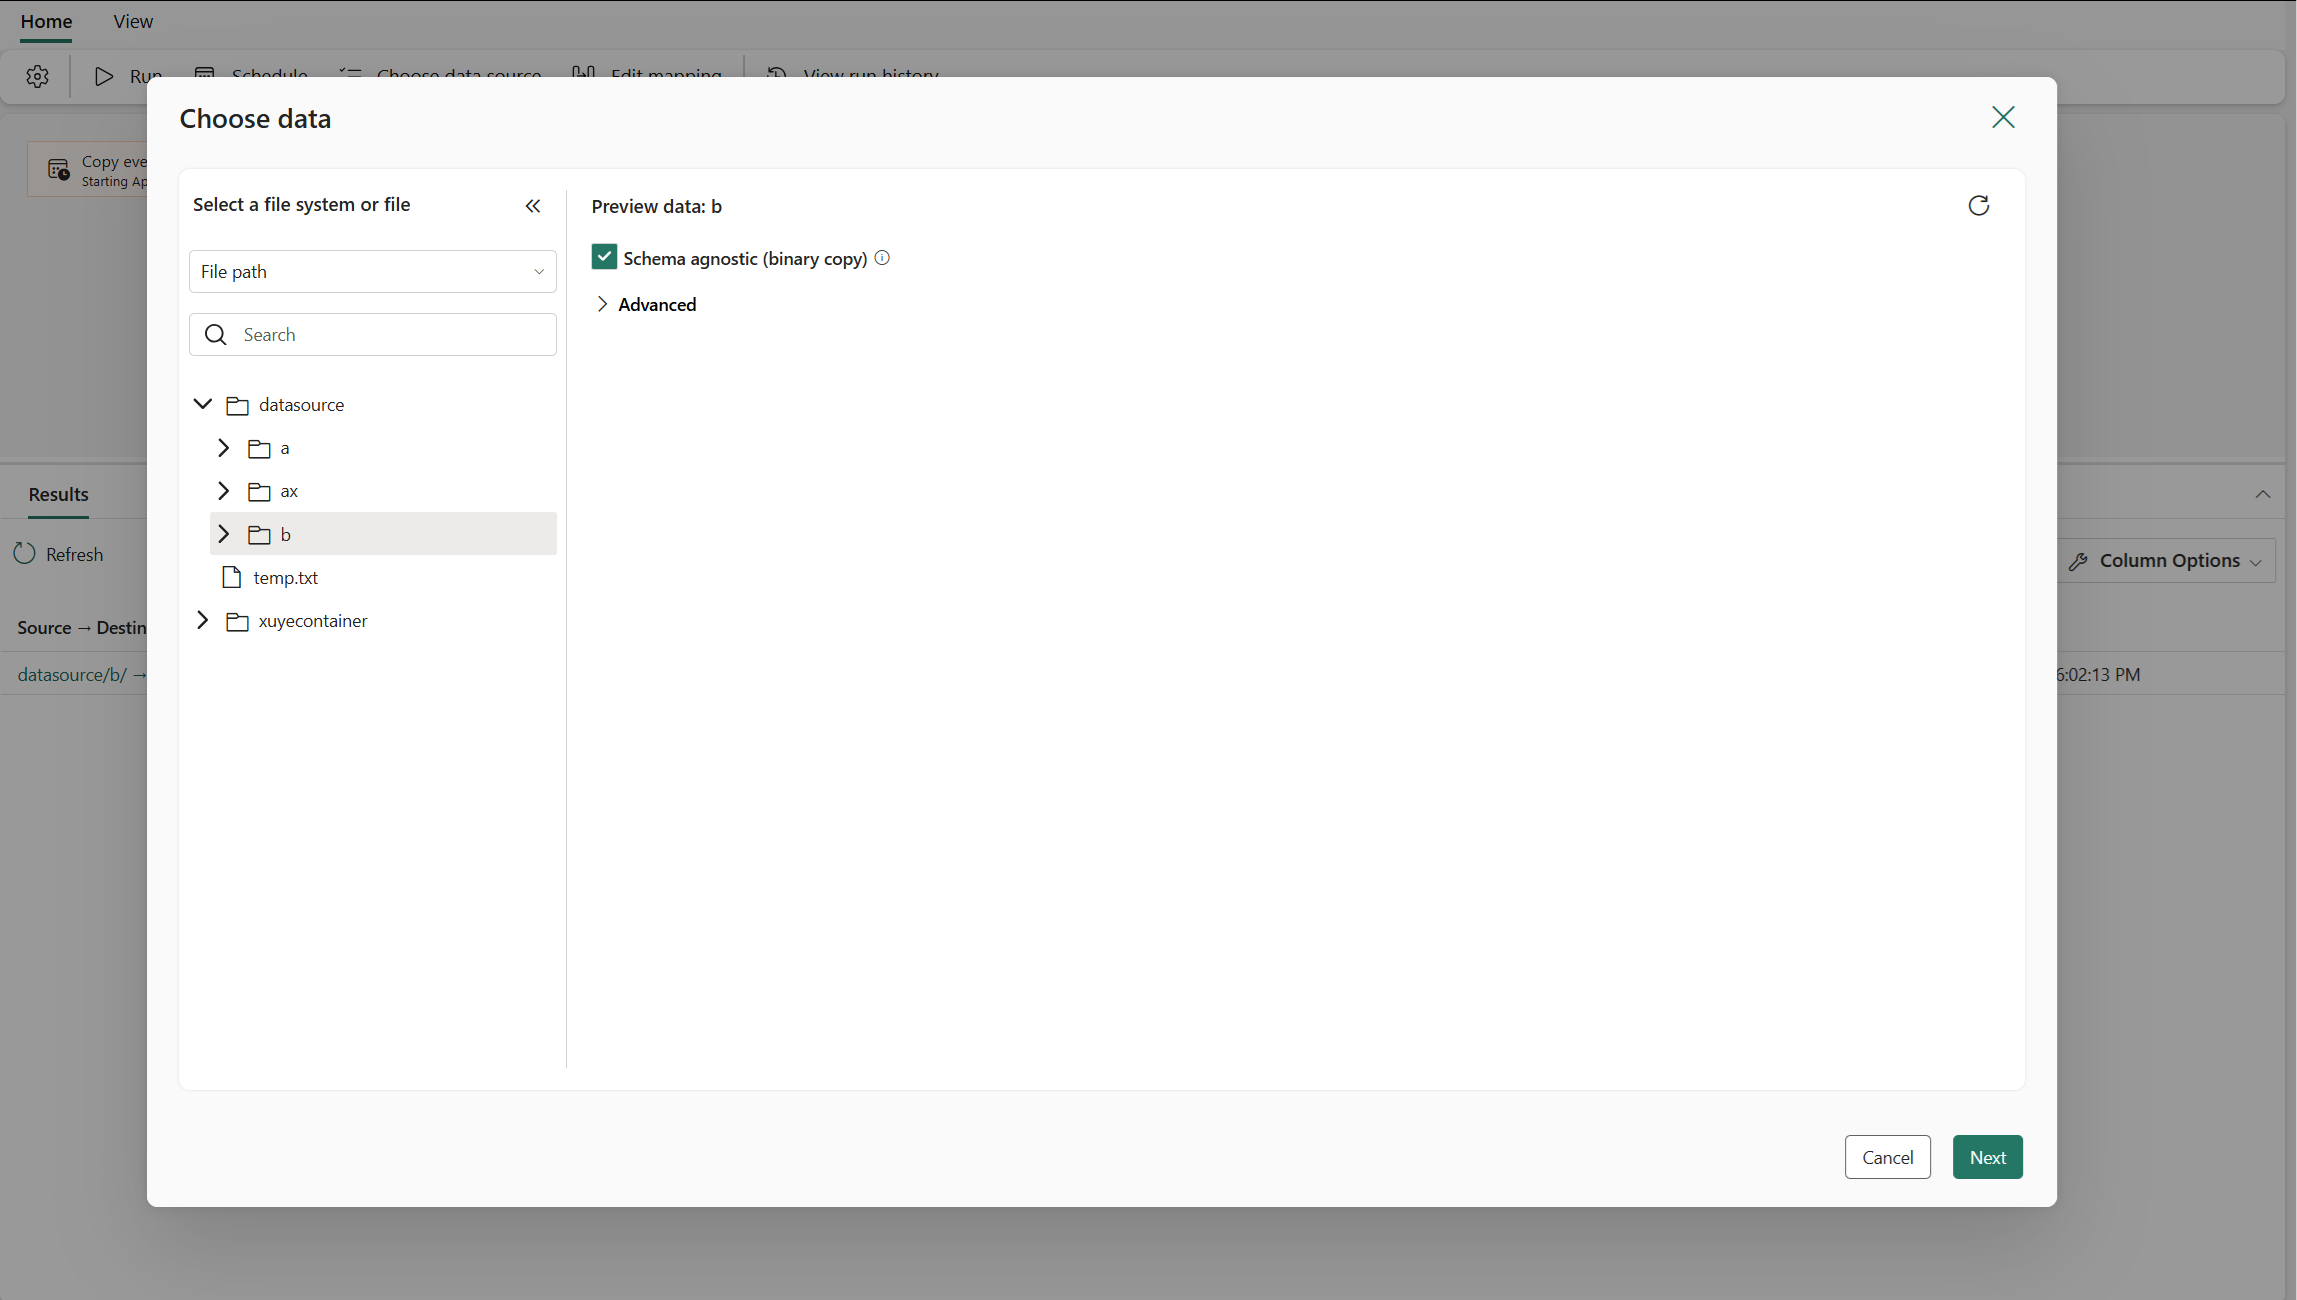 Home View
Run Schedule Choose data source Edit mapping View run history
Choose data
Copy eve
Starting Ap
Select a file system or file
Preview data: b
File path
Schema agnostic (binary copy)
Advanced
Search
datasource
a
ax
b
temp.txt
xuyecontainer
Results
Refresh
Column Options
Source → Destin
datasource/b/ →
6:02:13 PM
Cancel Next